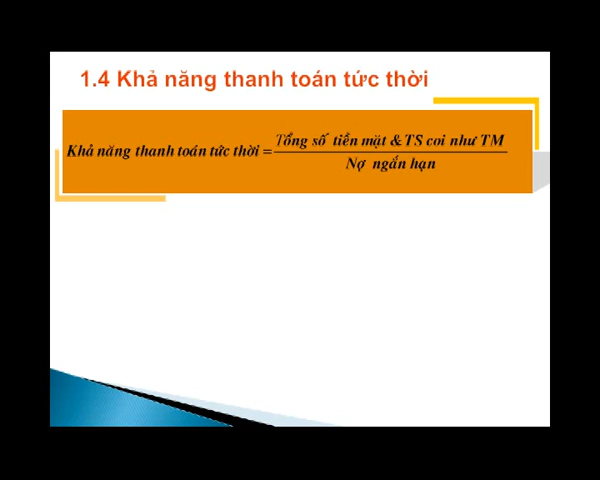 1.4 Khả năng thanh toán tức thời
Khả năng thanh toán tức thời = Tổng số tiền mặt & TS coi như TM
Nợ ngắn hạn